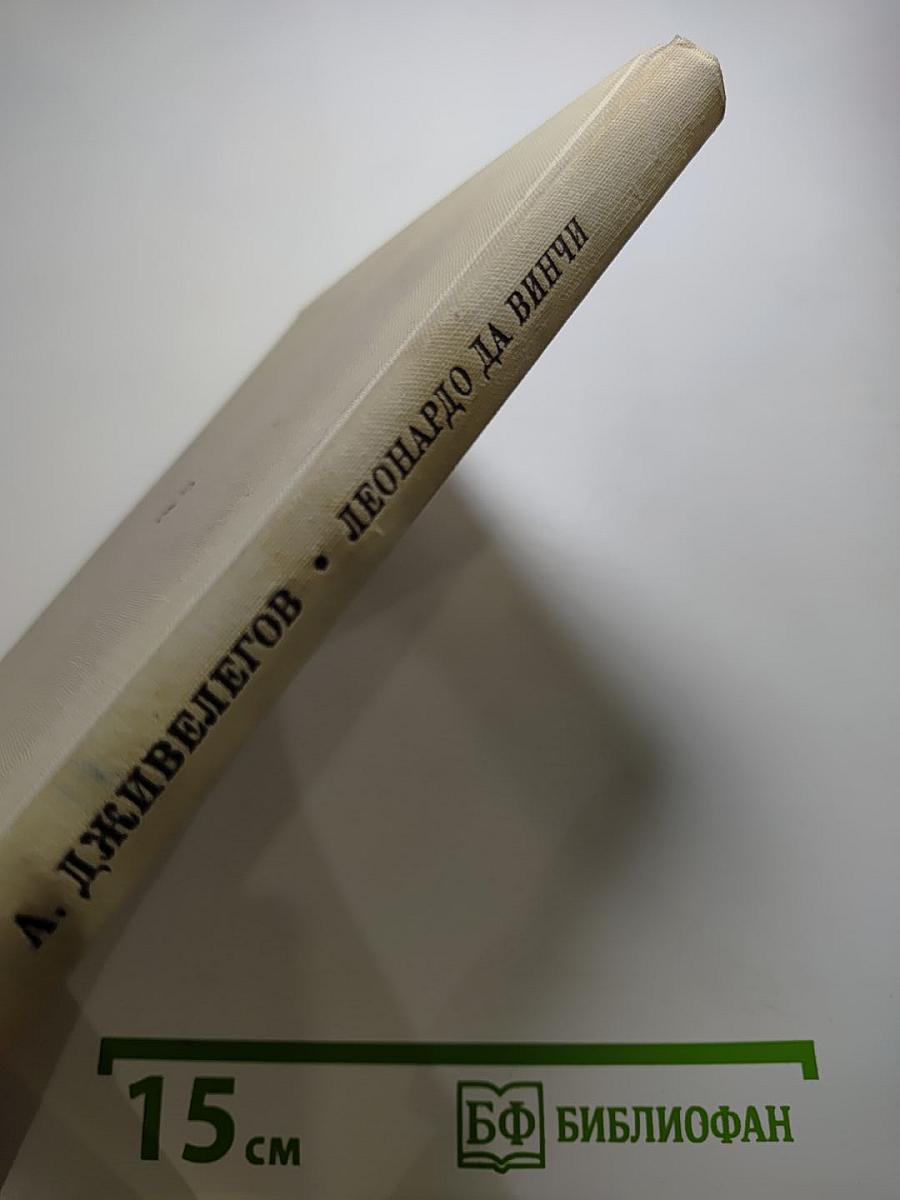 А. ДЖИВЕЛЕГОВ • ЛЕОНАРДО ДА ВИНЧИ
15 см
БФ БИБЛИОФАН